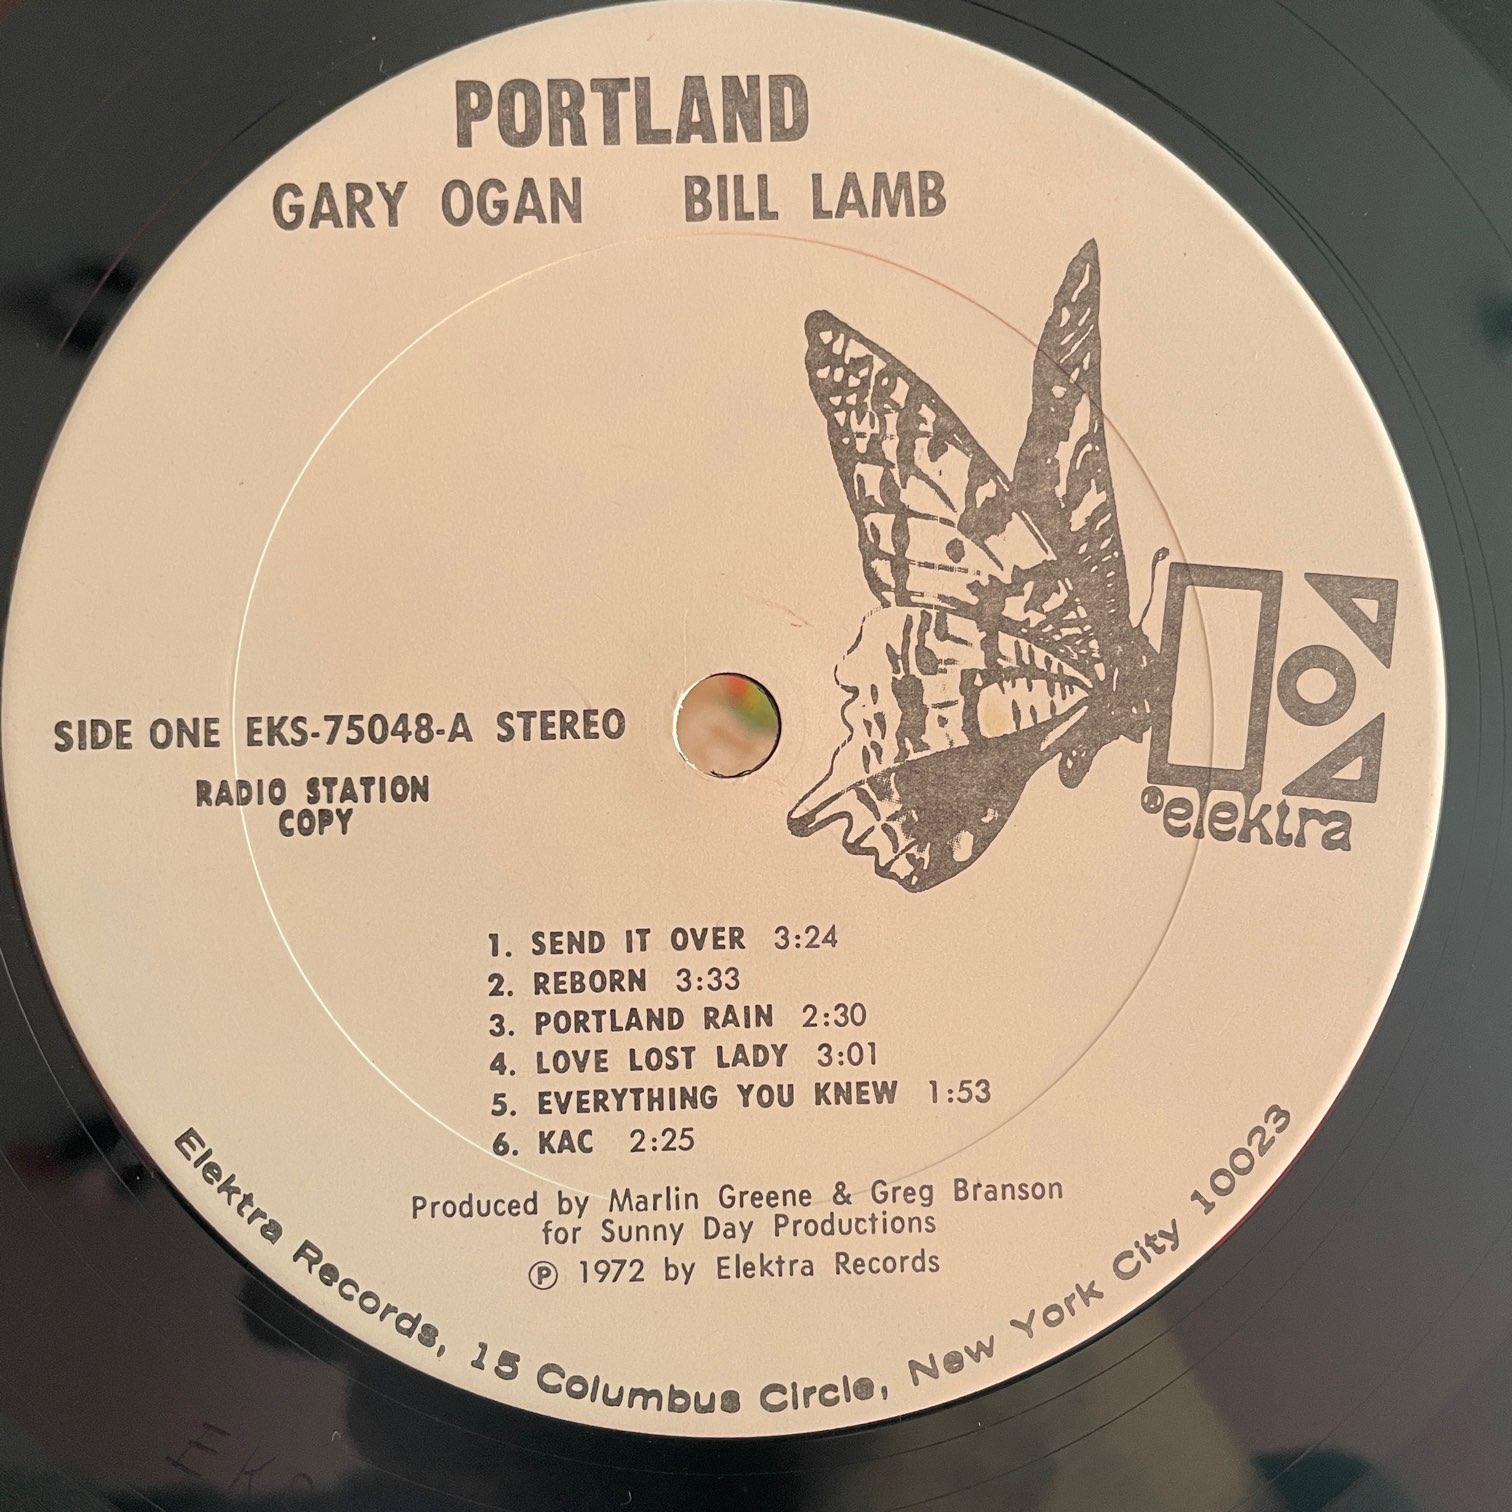 PORTLAND
GARY OGAN BILL LAMB
SIDE ONE EKS-75048-A STEREO
RADIO STATION
COPY
®elektra
1. SEND IT OVER 3:24
2. REBORN 3:33
3. PORTLAND RAIN 2:30
4. LOVE LOST LADY 3:01
5. EVERYTHING YOU KNEW 1:53
6. KAC 2:25
Produced by Marlin Greene & Greg Branson
for Sunny Day Productions
℗ 1972 by Elektra Records
Elektra Records, 15 Columbus Circle, New York City 10023